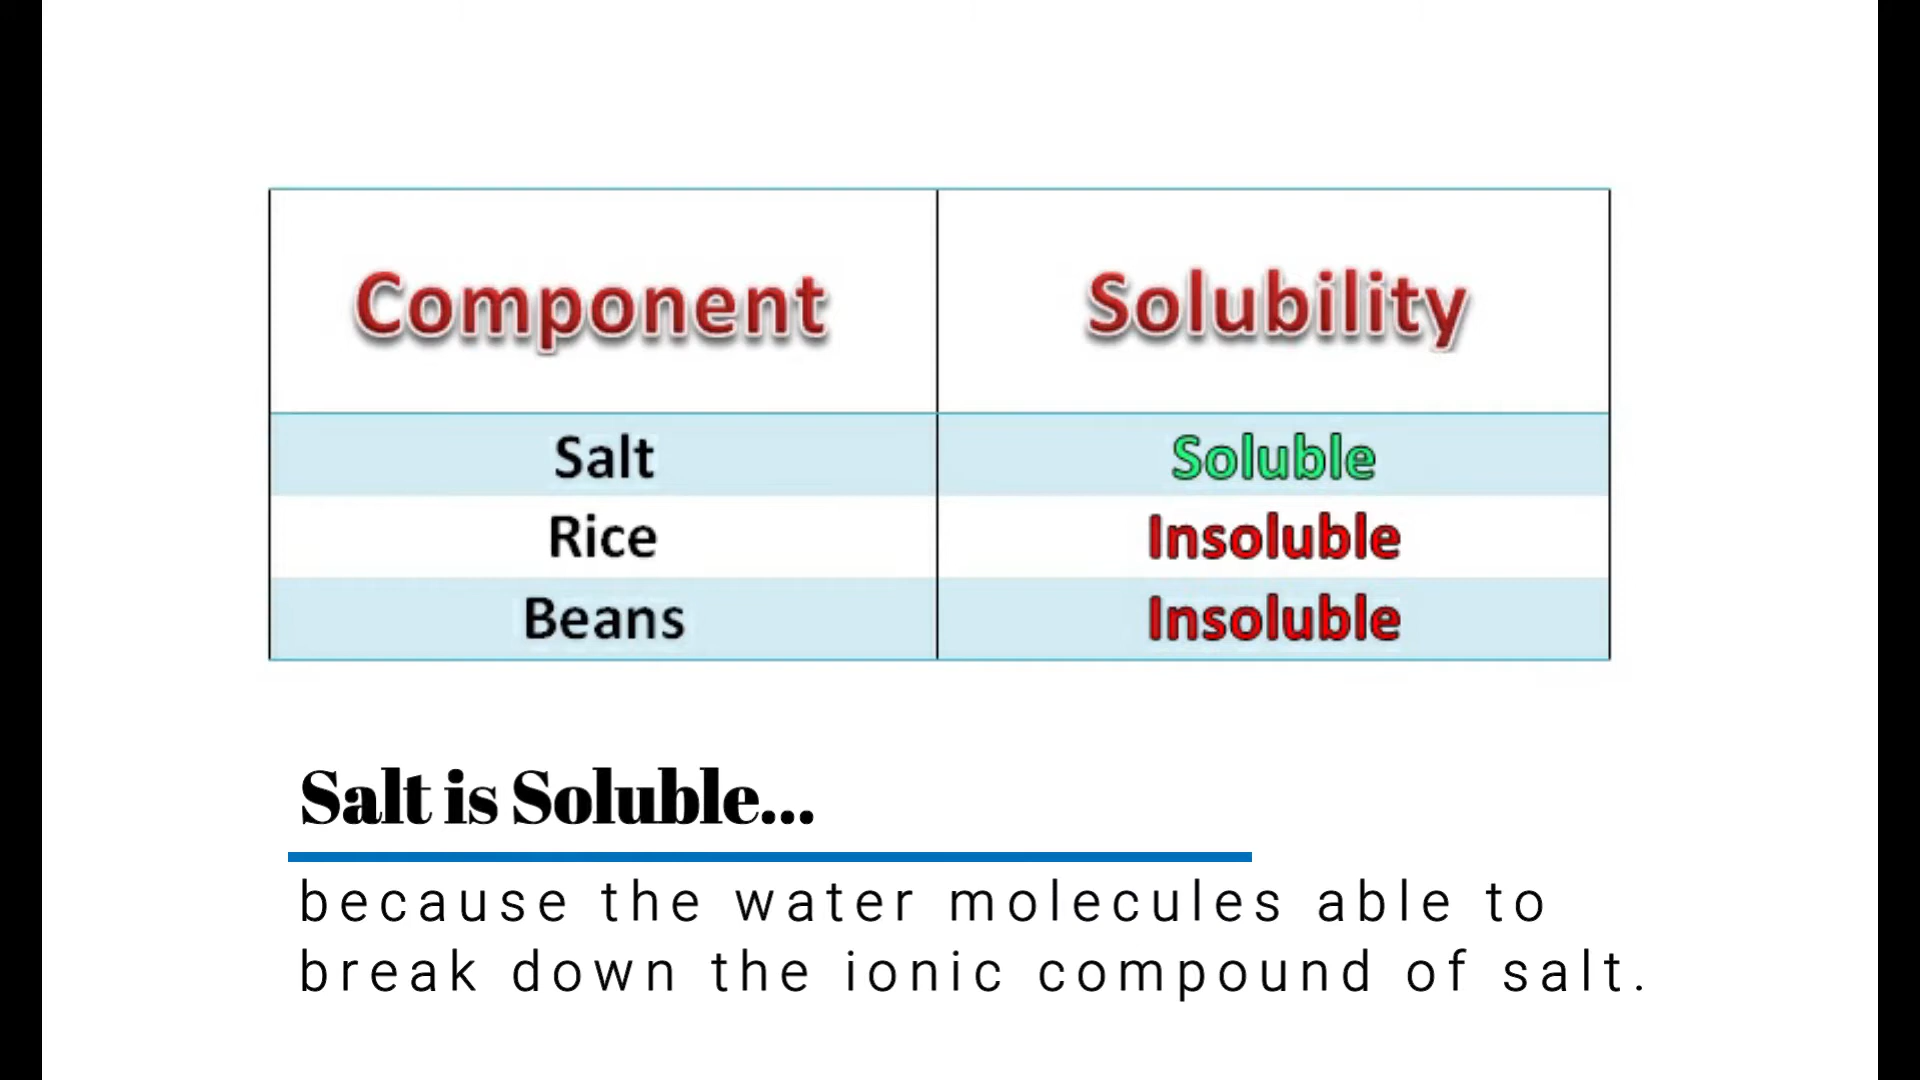 Component Solubility
Salt Soluble
Rice Insoluble
Beans Insoluble
Salt is Soluble...
because the water molecules able to
break down the ionic compound of salt.